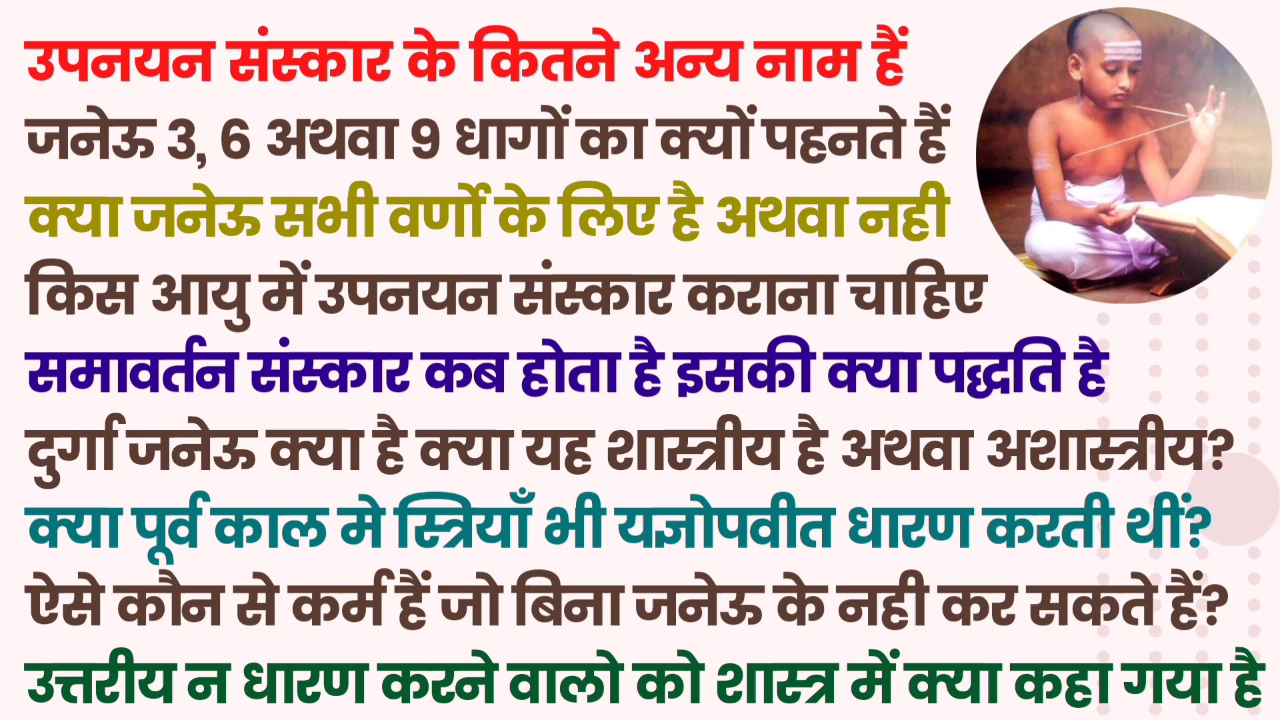 उपनयन संस्कार के कितने अन्य नाम हैं
जनेऊ 3, 6 अथवा 9 धागों का क्यों पहनते हैं
क्या जनेऊ सभी वर्णो के लिए है अथवा नही
किस आयु में उपनयन संस्कार कराना चाहिए
समावर्तन संस्कार कब होता है इसकी क्या पद्धति है
दुर्गा जनेऊ क्या है क्या यह शास्त्रीय है अथवा अशास्त्रीय?
क्या पूर्व काल मे स्त्रियाँ भी यज्ञोपवीत धारण करती थीं?
ऐसे कौन से कर्म हैं जो बिना जनेऊ के नही कर सकते हैं?
उत्तरीय न धारण करने वालो को शास्त्र में क्या कहा गया है